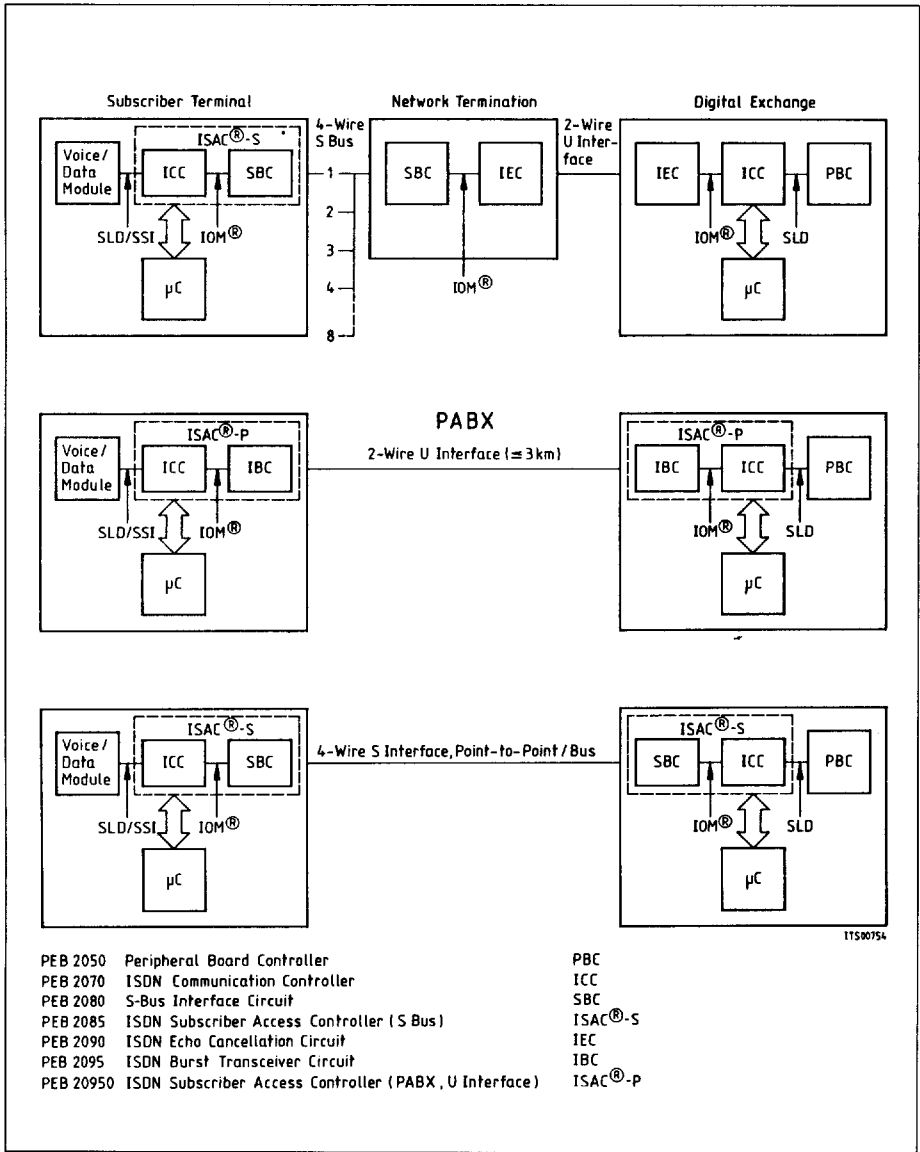 Subscriber Terminal
Network Termination
Digital Exchange
ISAC®-S
4-Wire
S Bus
2-Wire
U Inter-
face
Voice/
Data
Module
ICC
SBC
1
2
3
4
8
SBC
IEC
IEC
ICC
PBC
SLD/SSI
IOM®
IOM®
IOM®
SLD
µC
µC
PABX
2-Wire U Interface (≦3km)
ISAC®-P
ISAC®-P
Voice/
Data
Module
ICC
IBC
IBC
ICC
PBC
SLD/SSI
IOM®
IOM®
SLD
µC
µC
ISAC®-S
ISAC®-S
4-Wire S Interface, Point-to-Point/Bus
Voice/
Data
Module
ICC
SBC
SBC
ICC
PBC
SLD/SSI
IOM®
IOM®
SLD
µC
µC
ITS00754
PEB 2050 Peripheral Board Controller PBC
PEB 2070 ISDN Communication Controller ICC
PEB 2080 S-Bus Interface Circuit SBC
PEB 2085 ISDN Subscriber Access Controller (S Bus) ISAC®-S
PEB 2090 ISDN Echo Cancellation Circuit IEC
PEB 2095 ISDN Burst Transceiver Circuit IBC
PEB 20950 ISDN Subscriber Access Controller (PABX, U Interface) ISAC®-P